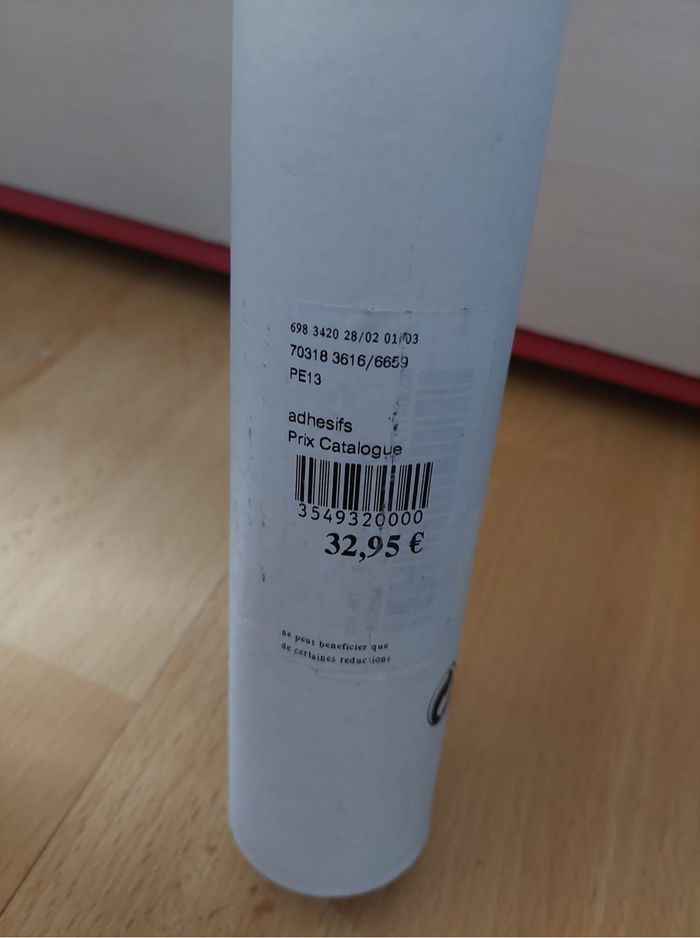 698 3420 28/02 01/03
70318 3616/6659
PE13
adhesifs
Prix Catalogue
3549320000
32,95 €
ne peut beneficier que
de certaines reductions